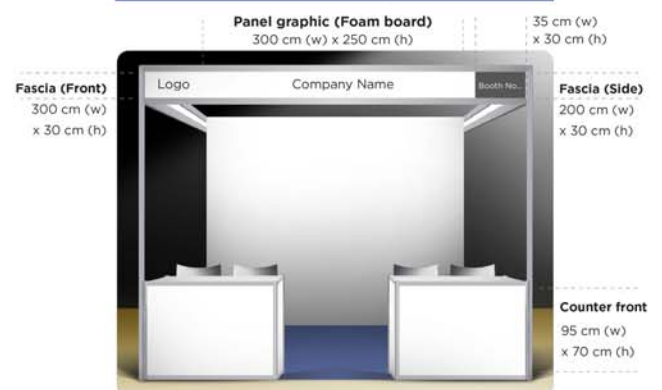 Panel graphic (Foam board)
300 cm (w) x 250 cm (h)
35 cm (w)
x 30 cm (h)
Fascia (Front)
300 cm (w)
x 30 cm (h)
Logo
Company Name
Booth No..
Fascia (Side)
200 cm (w)
x 30 cm (h)
Counter front
95 cm (w)
x 70 cm (h)